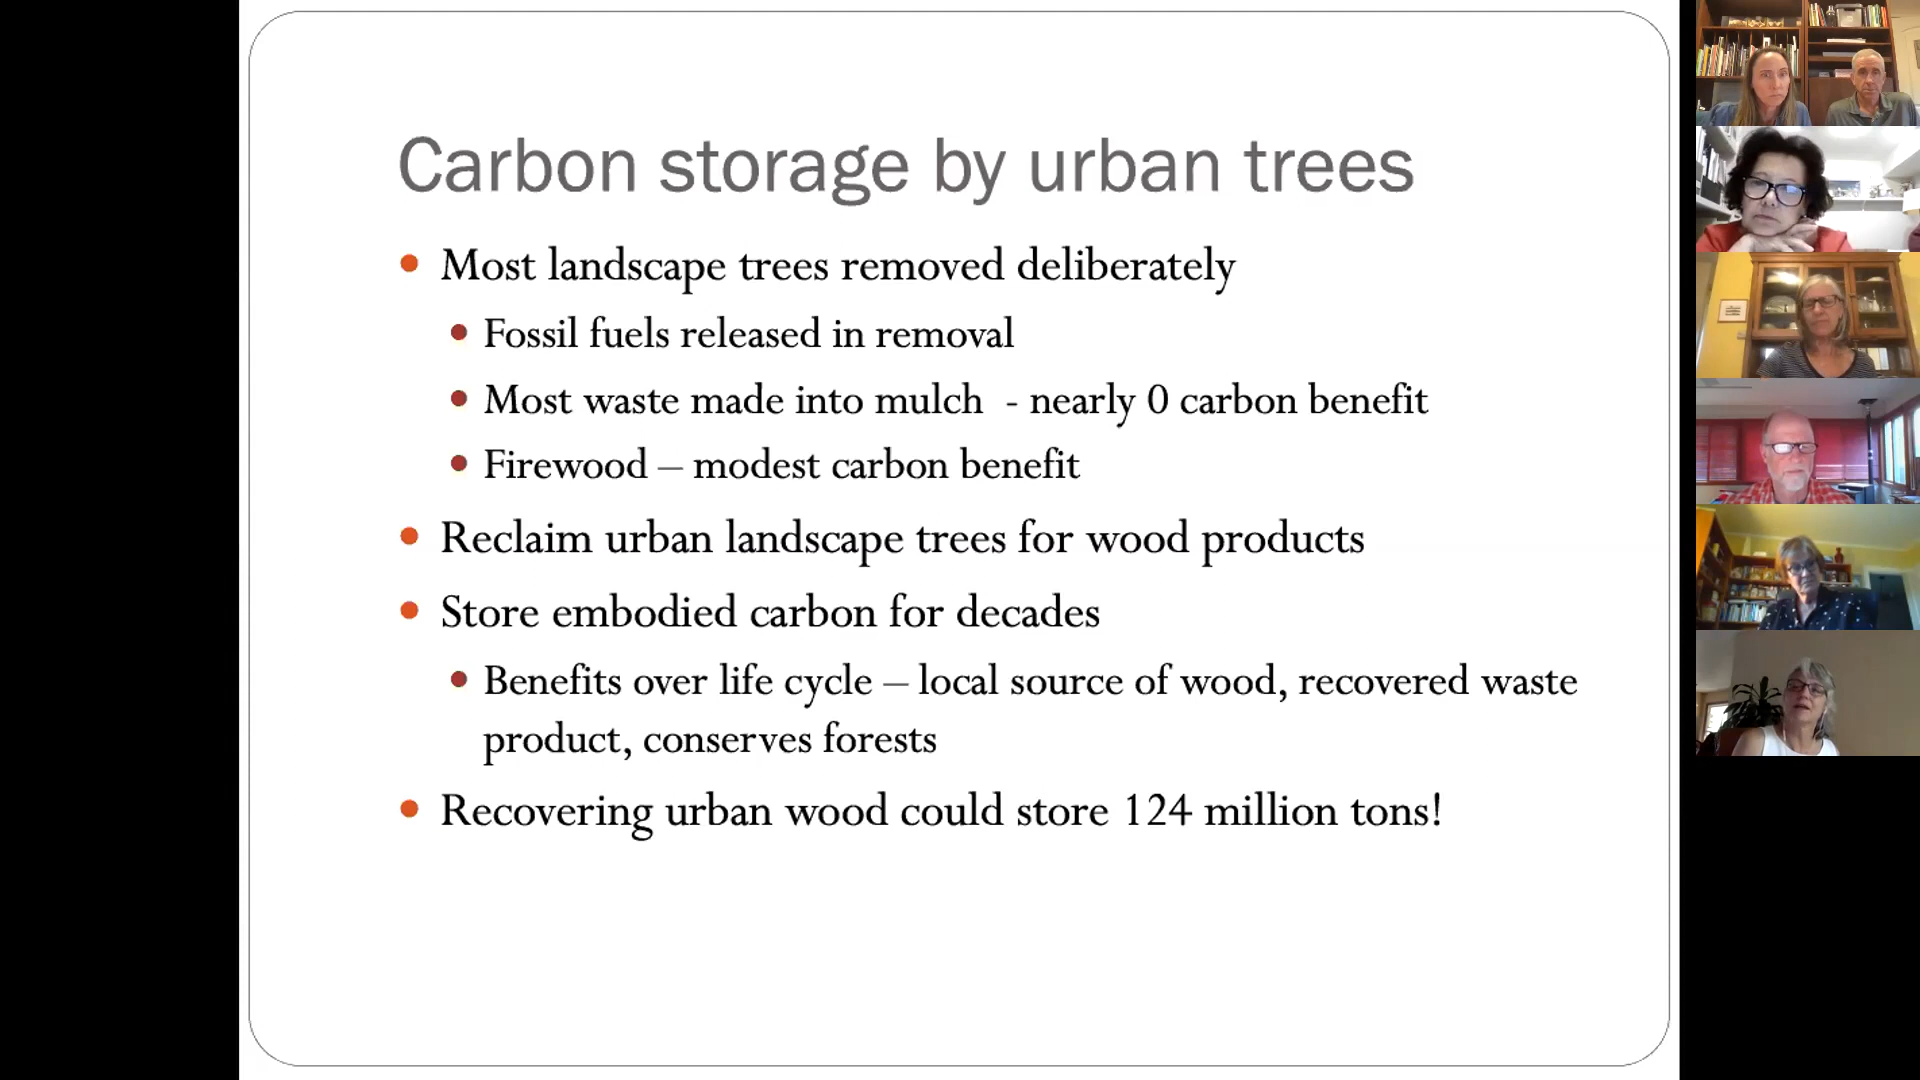 Carbon storage by urban trees
• Most landscape trees removed deliberately
• Fossil fuels released in removal
• Most waste made into mulch - nearly 0 carbon benefit
• Firewood – modest carbon benefit
• Reclaim urban landscape trees for wood products
• Store embodied carbon for decades
• Benefits over life cycle – local source of wood, recovered waste
product, conserves forests
• Recovering urban wood could store 124 million tons!